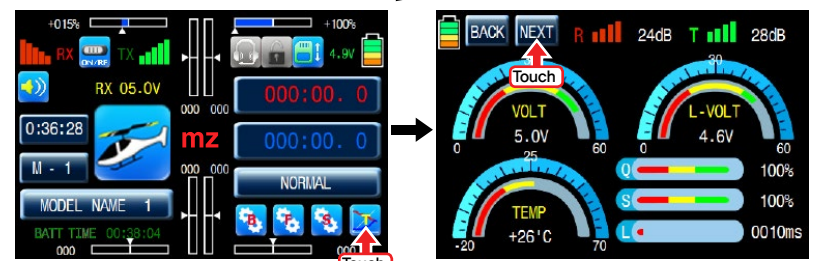 +015% +100%
RX ON/RE TX 4.9V
RX 05.0V
000 000 000:00. 0
0:36:28 mz
000 000 000:00. 0
M - 1
NORMAL
MODEL NAME 1
B F S T
BATT TIME 00:38:04
000 000
Touch
BACK NEXT R 24dB T 28dB
Touch
30 30
VOLT L-VOLT
5.0V 4.6V
0 60 0 60
25
Q 100%
TEMP S 100%
+26'C L 0010ms
-20 70